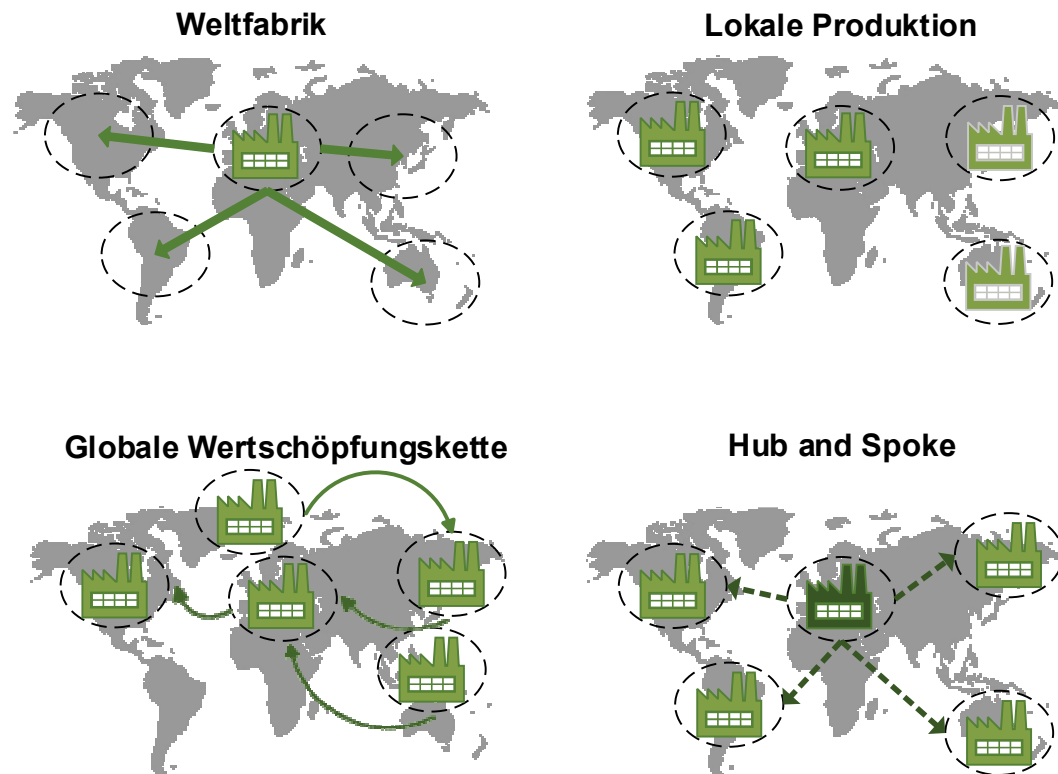 Weltfabrik
Lokale Produktion
Globale Wertschöpfungskette
Hub and Spoke